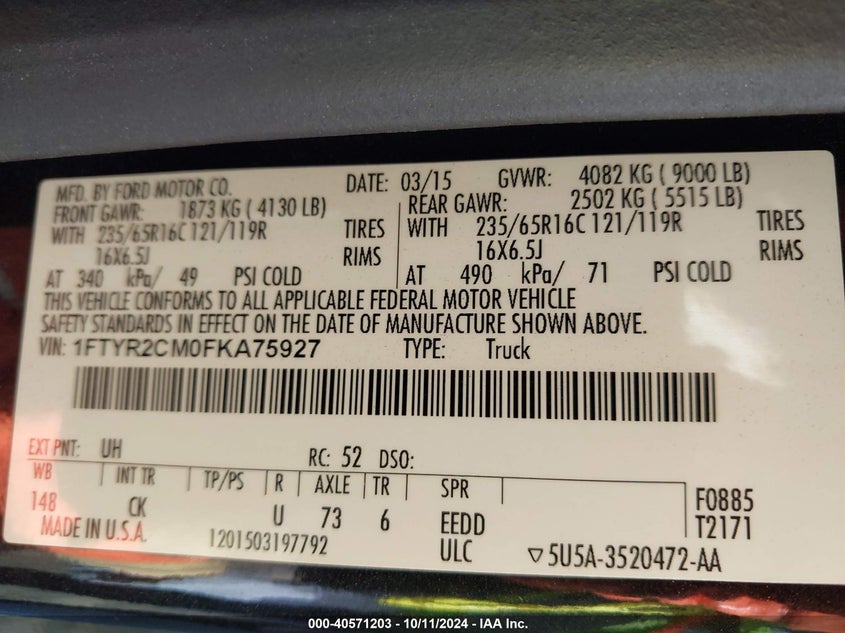 MFD. BY FORD MOTOR CO. DATE: 03/15 GVWR: 4082 KG ( 9000 LB)
FRONT GAWR: 1873 KG ( 4130 LB) REAR GAWR: 2502 KG ( 5515 LB)
WITH 235/65R16C 121/119R TIRES WITH 235/65R16C 121/119R TIRES
16X6.5J RIMS 16X6.5J RIMS
AT 340 kPa/ 49 PSI COLD AT 490 kPa/ 71 PSI COLD
THIS VEHICLE CONFORMS TO ALL APPLICABLE FEDERAL MOTOR VEHICLE
SAFETY STANDARDS IN EFFECT ON THE DATE OF MANUFACTURE SHOWN ABOVE.
VIN: 1FTYR2CM0FKA75927 TYPE: Truck
EXT PNT: UH RC: 52 DSO:
WB INT TR TP/PS R AXLE TR SPR
148 CK U 73 6 EEDD F0885
MADE IN U.S.A. 1201503197792 ULC T2171
▽5U5A-3520472-AA
000-40571203 - 10/11/2024 - IAA Inc.